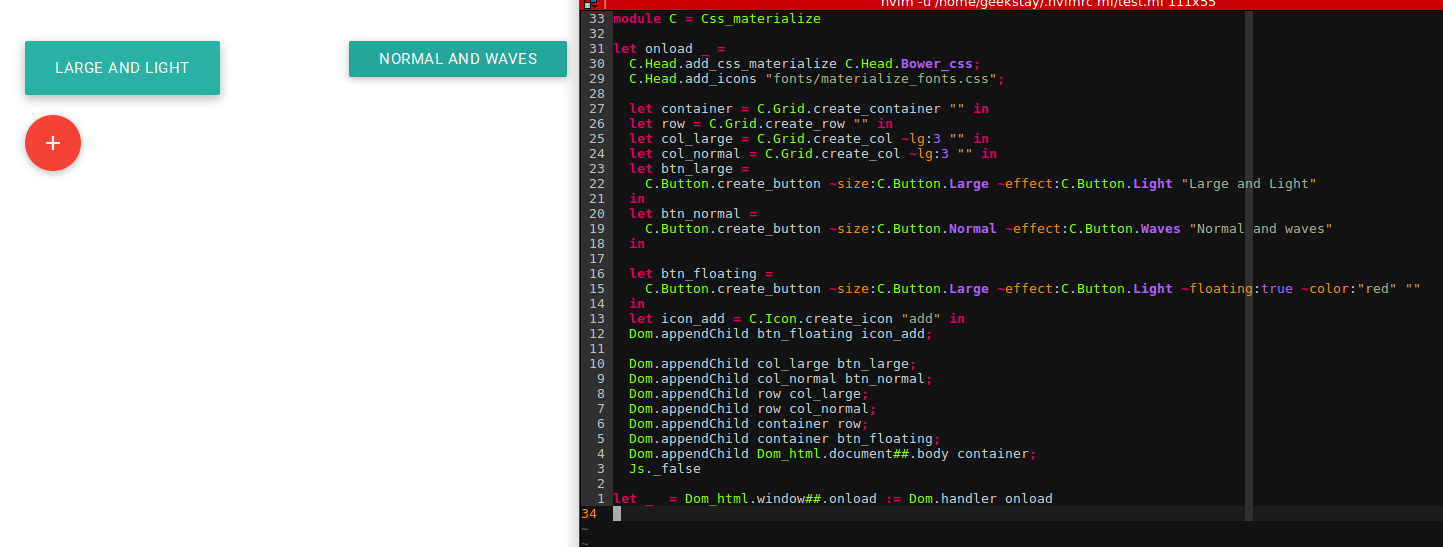 LARGE AND LIGHT
NORMAL AND WAVES
+
nvim -u /home/geekstay/.nvimrc ml/test.ml 111x55
33 module C = Css_materialize
32
31 let onload _ =
30   C.Head.add_css_materialize C.Head.Bower_css;
29   C.Head.add_icons "fonts/materialize_fonts.css";
28
27   let container = C.Grid.create_container "" in
26   let row = C.Grid.create_row "" in
25   let col_large = C.Grid.create_col ~lg:3 "" in
24   let col_normal = C.Grid.create_col ~lg:3 "" in
23   let btn_large =
22     C.Button.create_button ~size:C.Button.Large ~effect:C.Button.Light "Large and Light"
21   in
20   let btn_normal =
19     C.Button.create_button ~size:C.Button.Normal ~effect:C.Button.Waves "Normal and waves"
18   in
17
16   let btn_floating =
15     C.Button.create_button ~size:C.Button.Large ~effect:C.Button.Light ~floating:true ~color:"red" ""
14   in
13   let icon_add = C.Icon.create_icon "add" in
12   Dom.appendChild btn_floating icon_add;
11
10   Dom.appendChild col_large btn_large;
9   Dom.appendChild col_normal btn_normal;
8   Dom.appendChild row col_large;
7   Dom.appendChild row col_normal;
6   Dom.appendChild container row;
5   Dom.appendChild container btn_floating;
4   Dom.appendChild Dom_html.document##.body container;
3   Js._false
2
1 let _  = Dom_html.window##.onload := Dom.handler onload
34
~
~